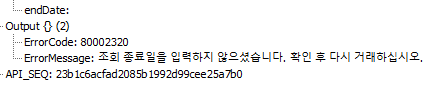 endDate:
Output {} (2)
ErrorCode: 80002320
ErrorMessage: 조회 종료일을 입력하지 않으셨습니다. 확인 후 다시 거래하십시오.
API_SEQ: 23b1c6acfad2085b1992d99cee25a7b0